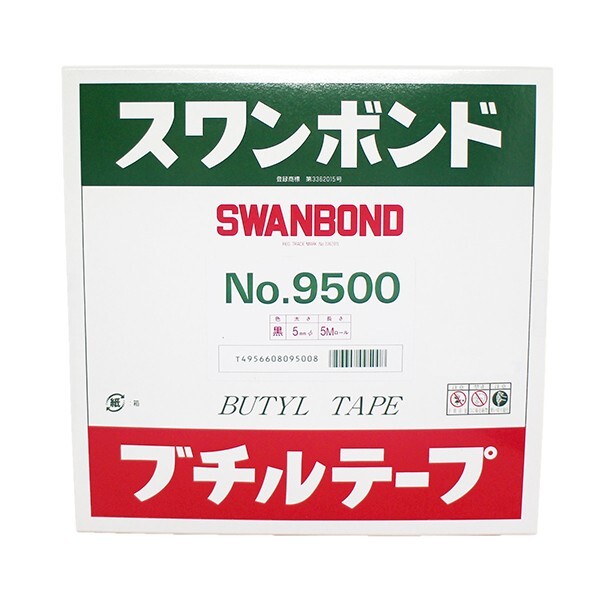 スワンボンド
登録商標 第3362015号
SWANBOND
No.9500
色 太さ 長さ
黒 5mmφ 5Mロール
T4956608095008
紙 箱
BUTYL TAPE
ブチルテープ